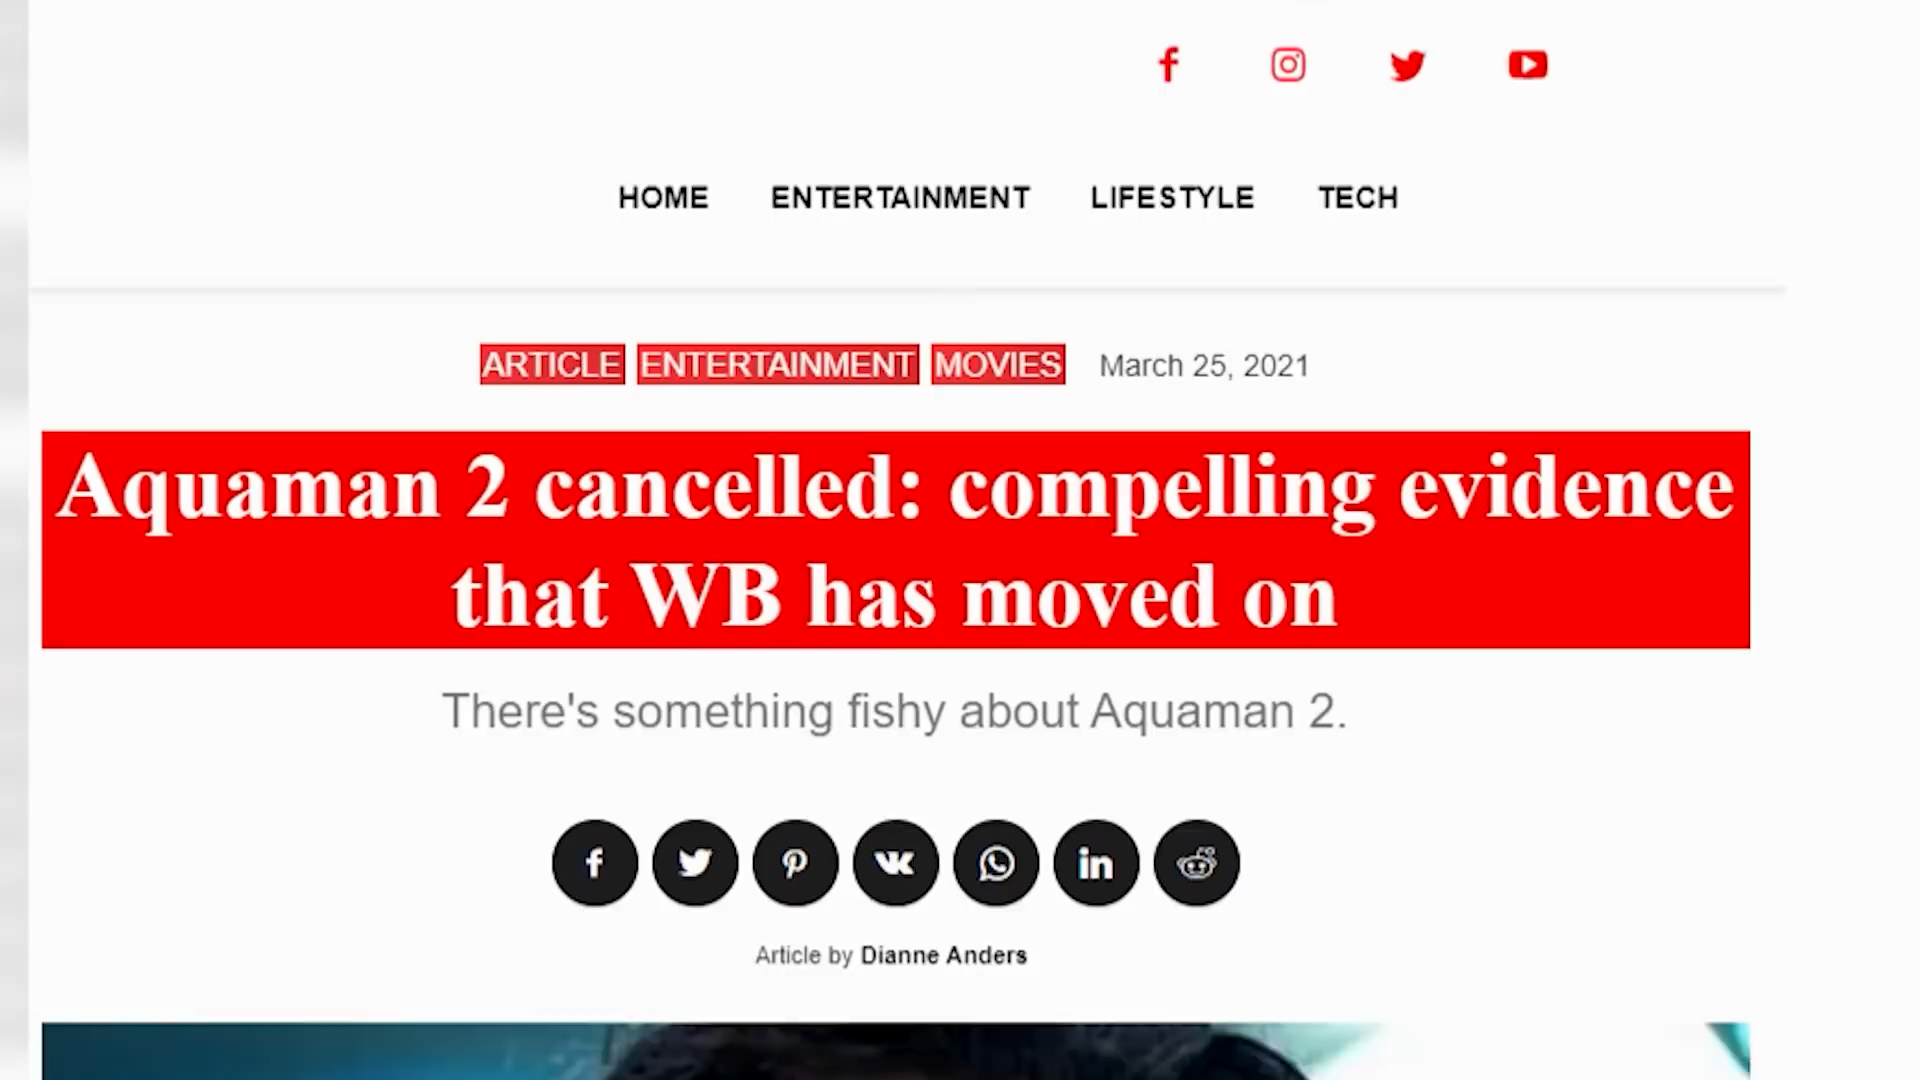 HOME ENTERTAINMENT LIFESTYLE TECH
ARTICLE ENTERTAINMENT MOVIES March 25, 2021
Aquaman 2 cancelled: compelling evidence
that WB has moved on
There's something fishy about Aquaman 2.
Article by Dianne Anders